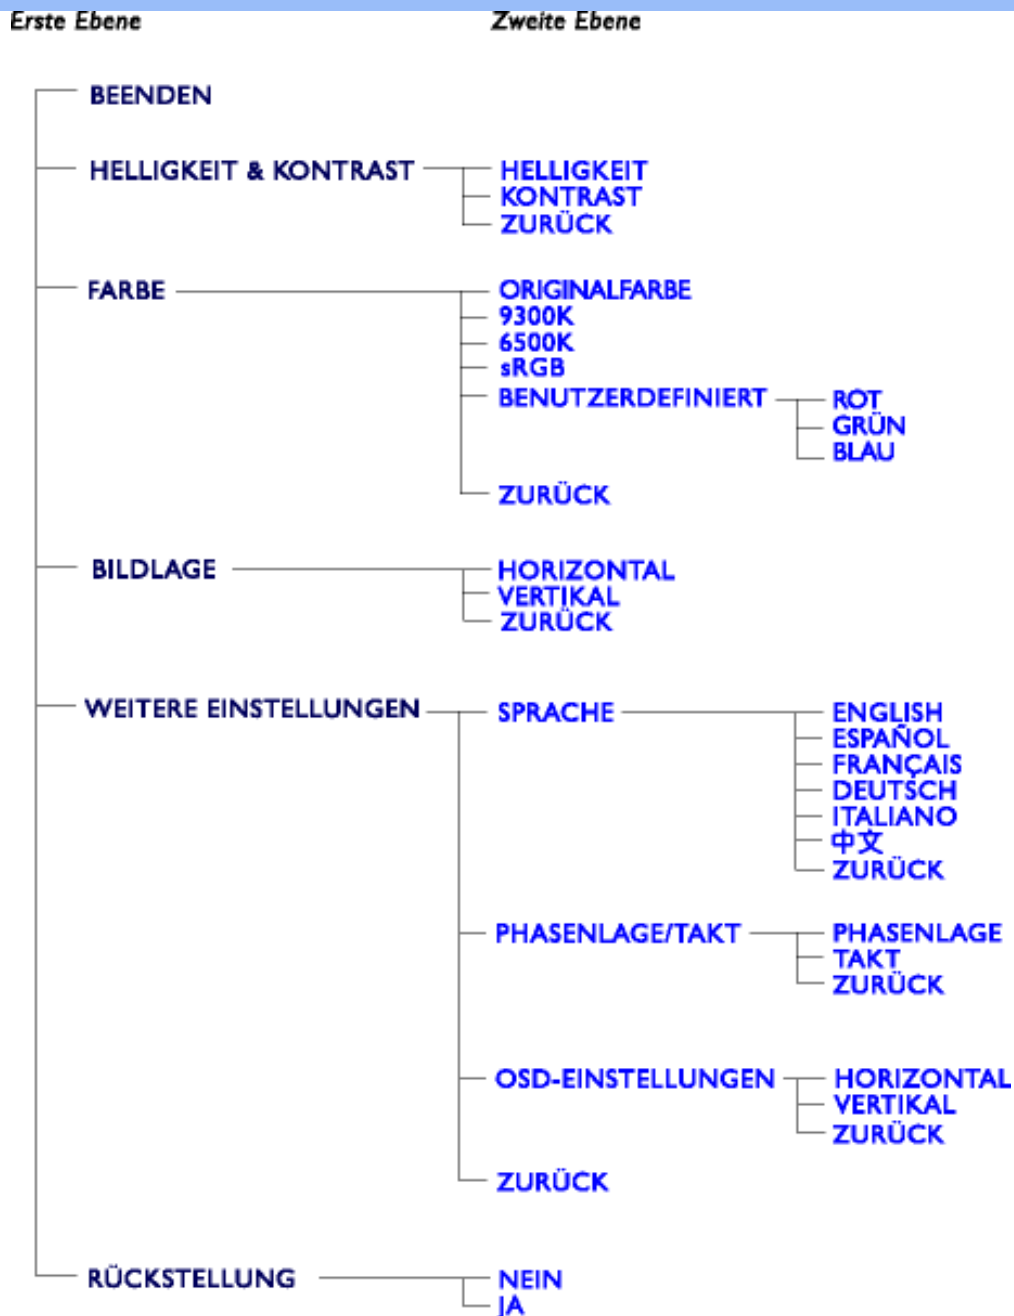 Erste Ebene Zweite Ebene
BEENDEN
HELLIGKEIT & KONTRAST HELLIGKEIT
KONTRAST
ZURÜCK
FARBE ORIGINALFARBE
9300K
6500K
sRGB
BENUTZERDEFINIERT ROT
GRÜN
BLAU
ZURÜCK
BILDLAGE HORIZONTAL
VERTIKAL
ZURÜCK
WEITERE EINSTELLUNGEN SPRACHE ENGLISH
ESPAÑOL
FRANÇAIS
DEUTSCH
ITALIANO
中文
ZURÜCK
PHASENLAGE/TAKT PHASENLAGE
TAKT
ZURÜCK
OSD-EINSTELLUNGEN HORIZONTAL
VERTIKAL
ZURÜCK
ZURÜCK
RÜCKSTELLUNG NEIN
JA